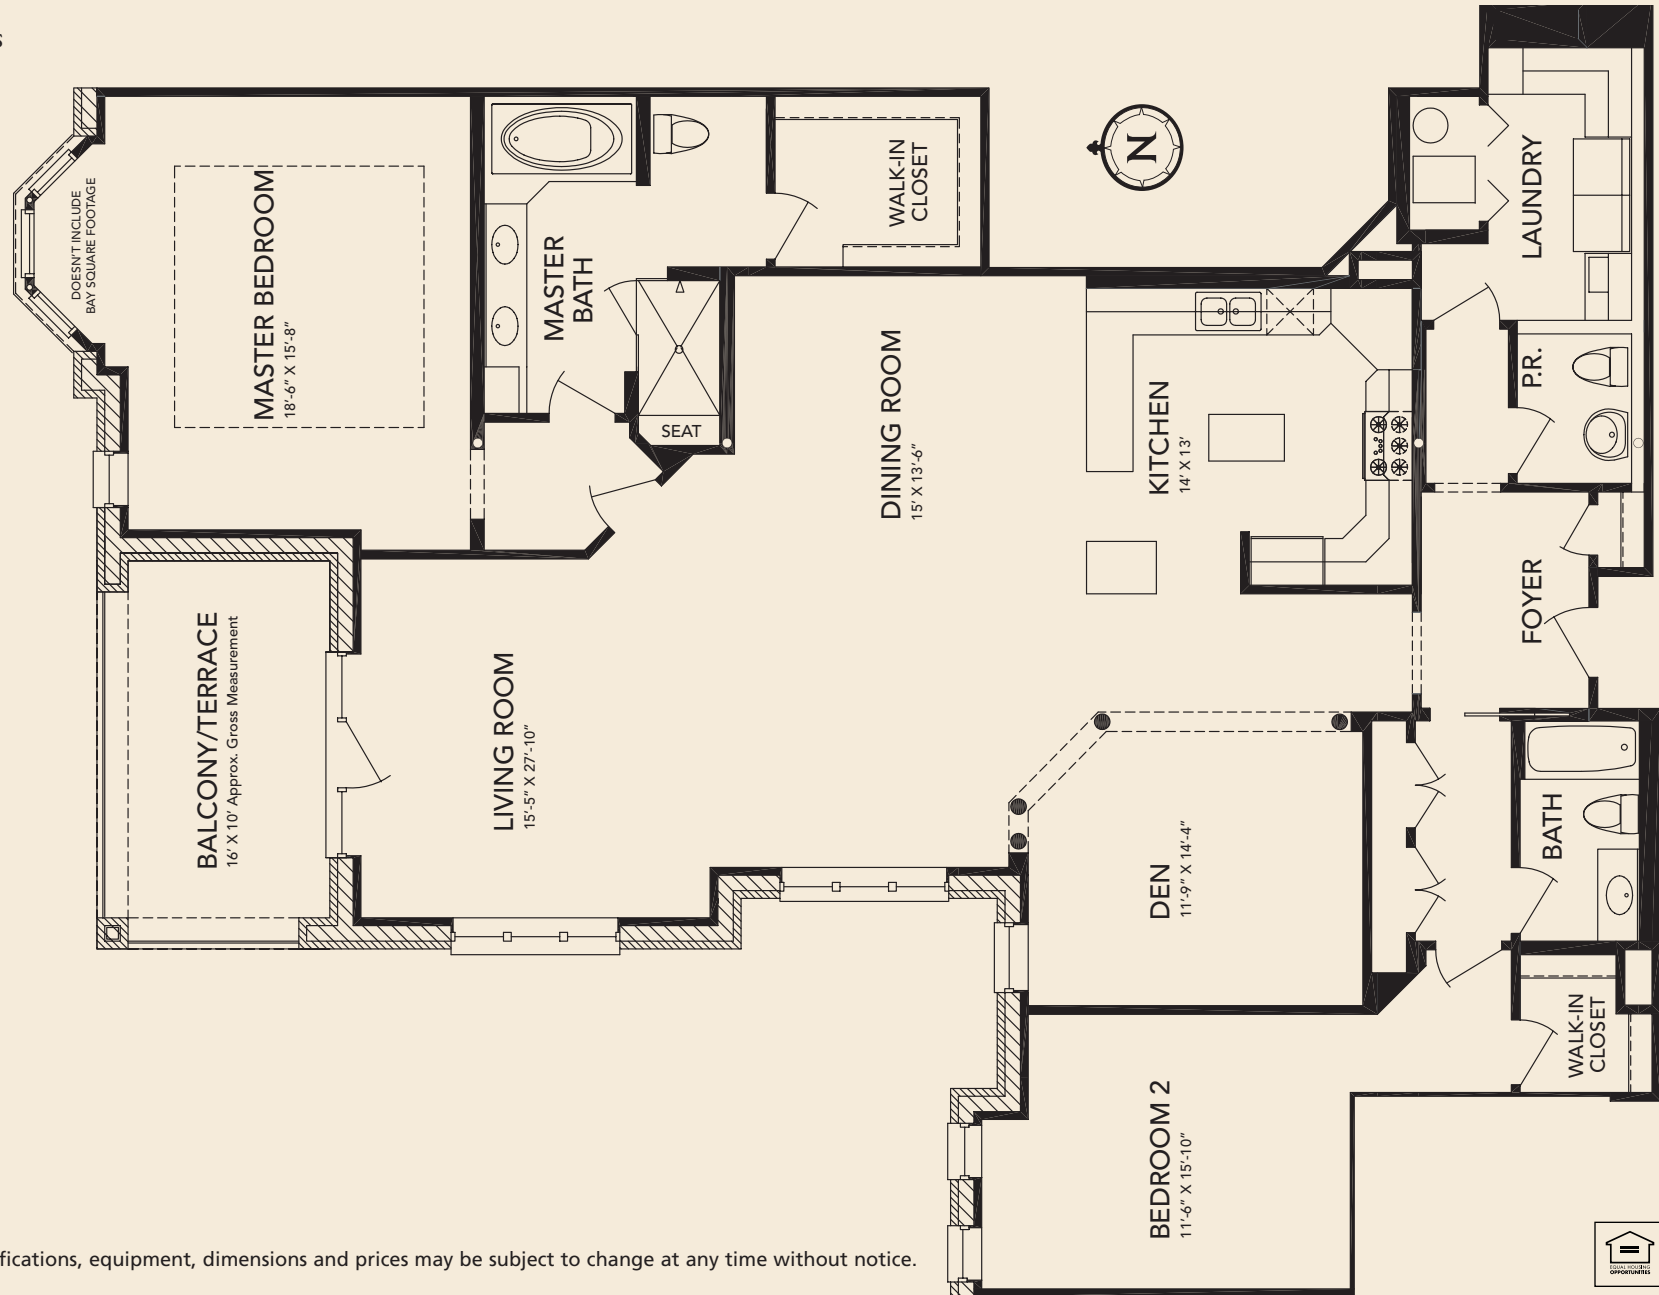 s
DOESN'T INCLUDE
BAY SQUARE FOOTAGE
MASTER BEDROOM
18'-6" X 15'-8"
MASTER
BATH
SEAT
WALK-IN
CLOSET
N
LAUNDRY
P.R.
DINING ROOM
15' X 13'-6"
KITCHEN
14' X 13'
FOYER
BALCONY/TERRACE
16' X 10' Approx. Gross Measurement
LIVING ROOM
15'-5" X 27'-10"
DEN
11'-9" X 14'-4"
BATH
WALK-IN
CLOSET
BEDROOM 2
11'-6" X 15'-10"
fications, equipment, dimensions and prices may be subject to change at any time without notice.
EQUAL HOUSING
OPPORTUNITIES